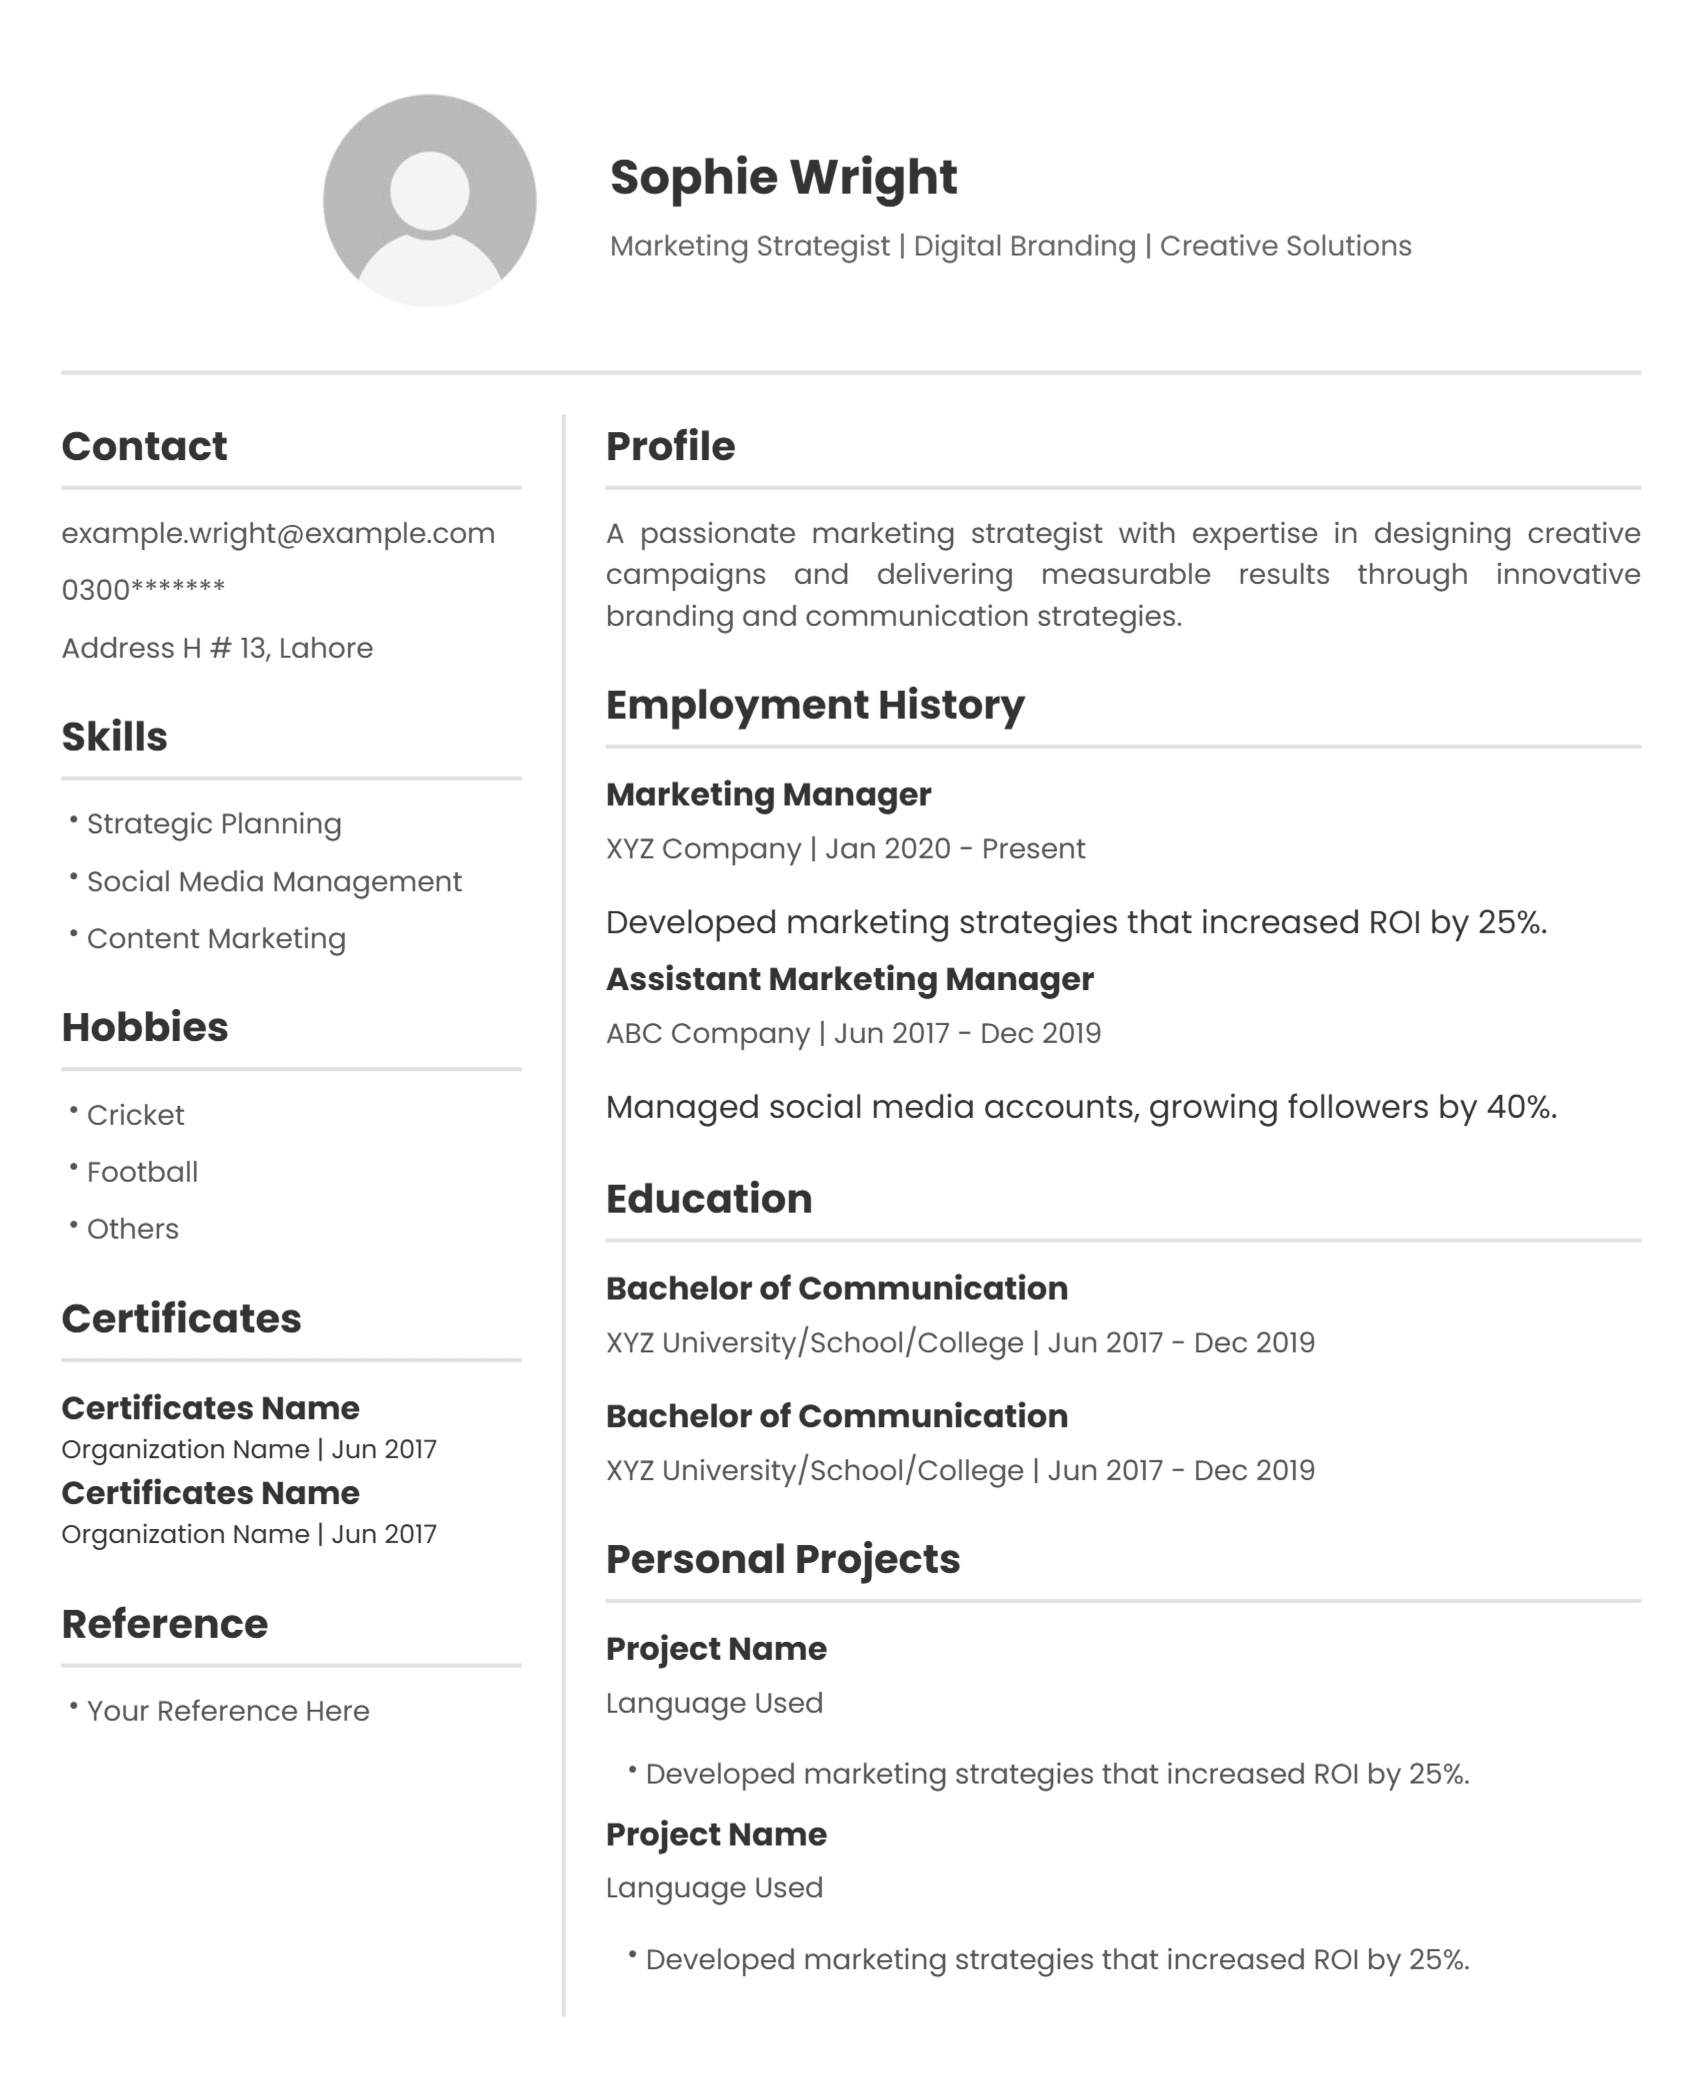 Sophie Wright
Marketing Strategist | Digital Branding | Creative Solutions
Contact
example.wright@example.com
0300*******
Address H # 13, Lahore
Skills
• Strategic Planning
• Social Media Management
• Content Marketing
Hobbies
• Cricket
• Football
• Others
Certificates
Certificates Name
Organization Name | Jun 2017
Certificates Name
Organization Name | Jun 2017
Reference
• Your Reference Here
Profile
A passionate marketing strategist with expertise in designing creative
campaigns and delivering measurable results through innovative
branding and communication strategies.
Employment History
Marketing Manager
XYZ Company | Jan 2020 - Present
Developed marketing strategies that increased ROI by 25%.
Assistant Marketing Manager
ABC Company | Jun 2017 - Dec 2019
Managed social media accounts, growing followers by 40%.
Education
Bachelor of Communication
XYZ University/School/College | Jun 2017 - Dec 2019
Bachelor of Communication
XYZ University/School/College | Jun 2017 - Dec 2019
Personal Projects
Project Name
Language Used
• Developed marketing strategies that increased ROI by 25%.
Project Name
Language Used
• Developed marketing strategies that increased ROI by 25%.